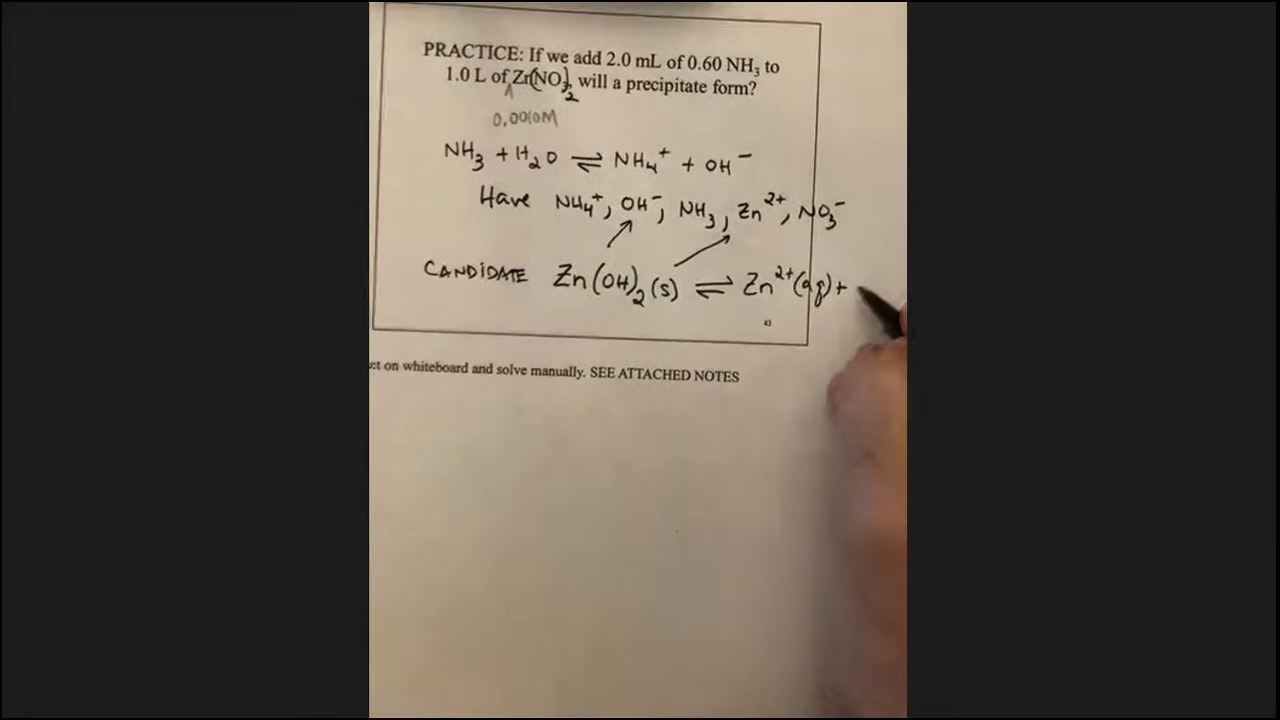 PRACTICE: If we add 2.0 mL of 0.60 NH₃ to
1.0 L of Zn(NO₃)₂ will a precipitate form?
0.0010M
NH₃ + H₂O ⇌ NH₄⁺ + OH⁻
Have NH₄⁺, OH⁻, NH₃, Zn²⁺, NO₃⁻
CANDIDATE Zn(OH)₂(s) ⇌ Zn²⁺(aq) +
on whiteboard and solve manually. SEE ATTACHED NOTES